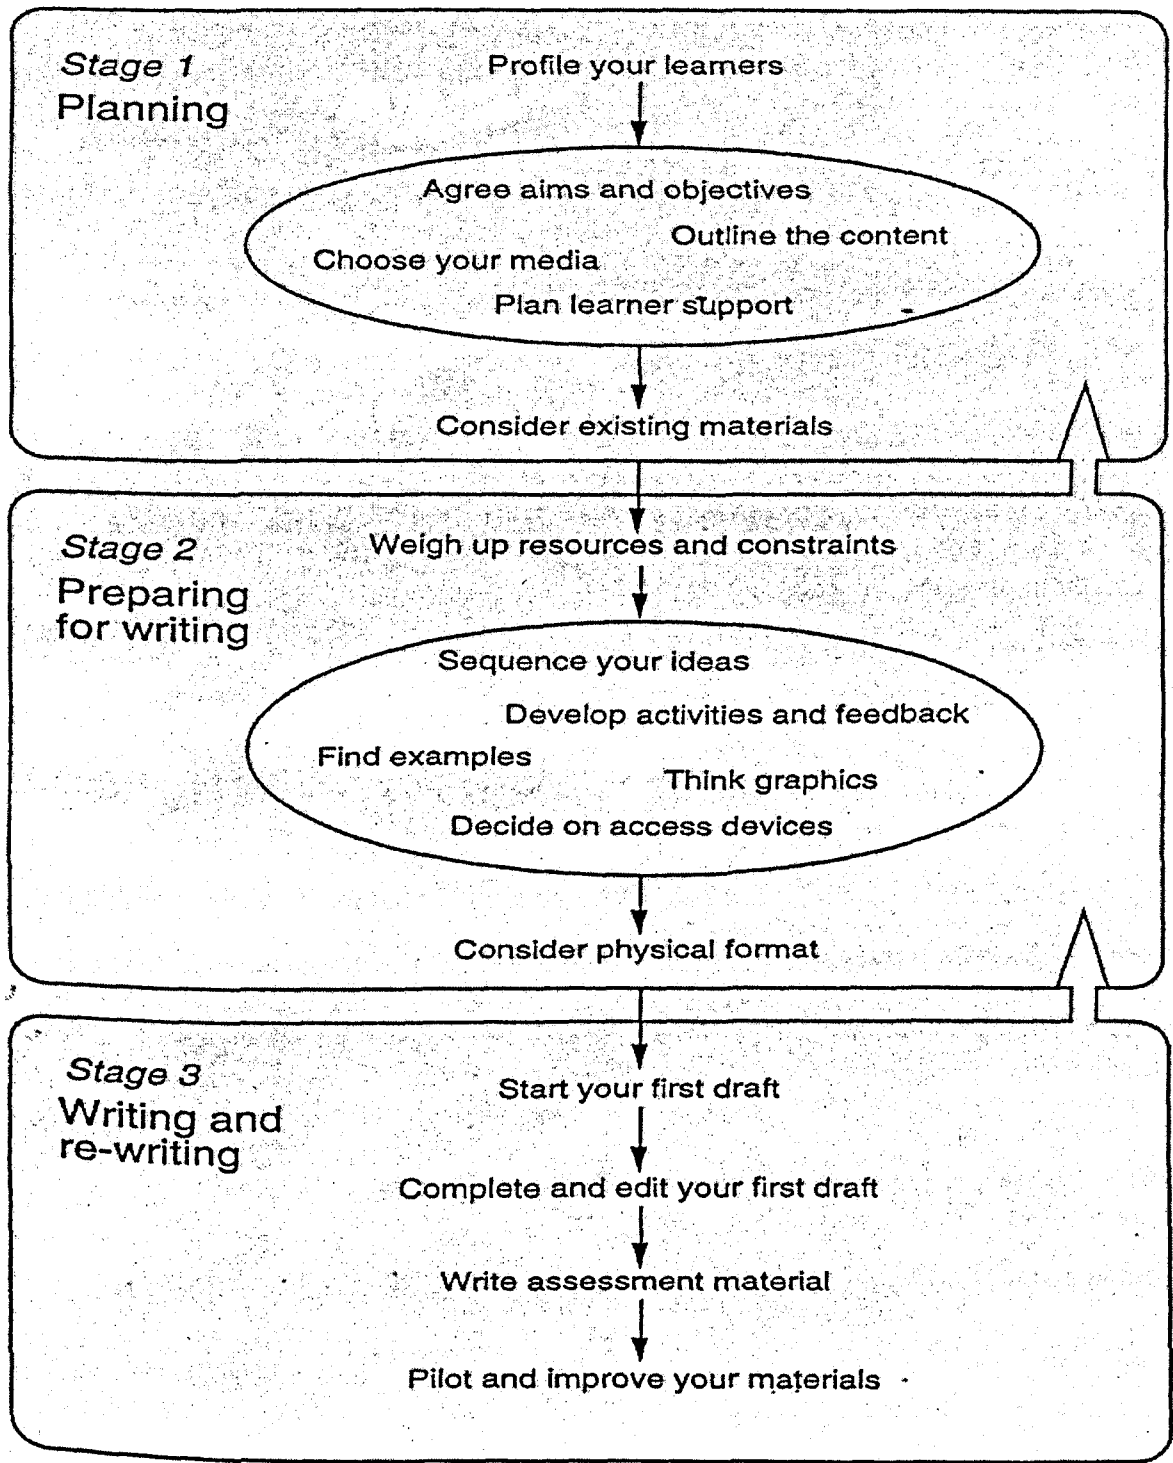 Stage 1
Planning
Profile your learners
Agree aims and objectives
Outline the content
Choose your media
Plan learner support
Consider existing materials
Stage 2
Preparing
for writing
Weigh up resources and constraints
Sequence your ideas
Develop activities and feedback
Find examples
Think graphics
Decide on access devices
Consider physical format
Stage 3
Writing and
re-writing
Start your first draft
Complete and edit your first draft
Write assessment material
Pilot and improve your materials